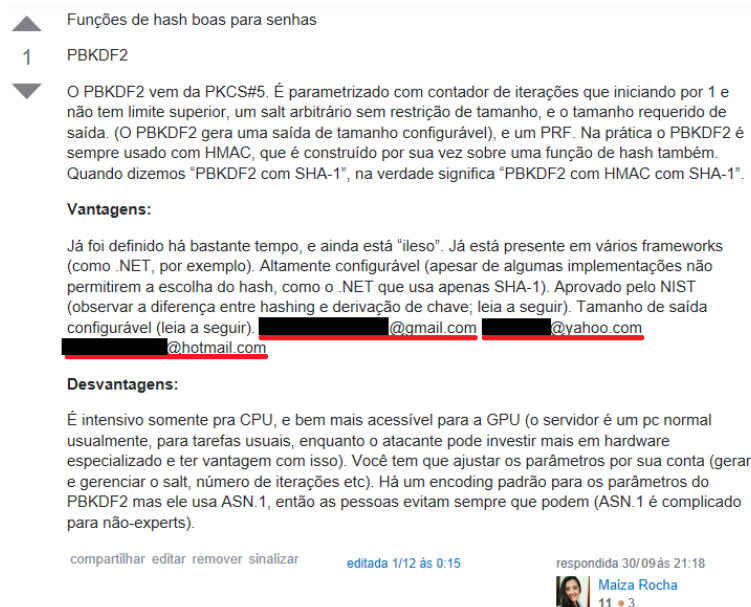 Funções de hash boas para senhas
1
PBKDF2
O PBKDF2 vem da PKCS#5. É parametrizado com contador de iterações que iniciando por 1 e
não tem limite superior, um salt arbitrário sem restrição de tamanho, e o tamanho requerido de
saída. (O PBKDF2 gera uma saída de tamanho configurável), e um PRF. Na prática o PBKDF2 é
sempre usado com HMAC, que é construído por sua vez sobre uma função de hash também.
Quando dizemos “PBKDF2 com SHA-1”, na verdade significa “PBKDF2 com HMAC com SHA-1”.
Vantagens:
Já foi definido há bastante tempo, e ainda está “ileso”. Já está presente em vários frameworks
(como .NET, por exemplo). Altamente configurável (apesar de algumas implementações não
permitirem a escolha do hash, como o .NET que usa apenas SHA-1). Aprovado pelo NIST
(observar a diferença entre hashing e derivação de chave; leia a seguir). Tamanho de saída
configurável (leia a seguir). @gmail.com @yahoo.com
@hotmail.com
Desvantagens:
É intensivo somente pra CPU, e bem mais acessível para a GPU (o servidor é um pc normal
usualmente, para tarefas usuais, enquanto o atacante pode investir mais em hardware
especializado e ter vantagem com isso). Você tem que ajustar os parâmetros por sua conta (gerar
e gerenciar o salt, número de iterações etc). Há um encoding padrão para os parâmetros do
PBKDF2 mas ele usa ASN.1, então as pessoas evitam sempre que podem (ASN.1 é complicado
para não-experts).
compartilhar editar remover sinalizar
editada 1/12 às 0:15
respondida 30/09 às 21:18
Maiza Rocha
11 ● 3